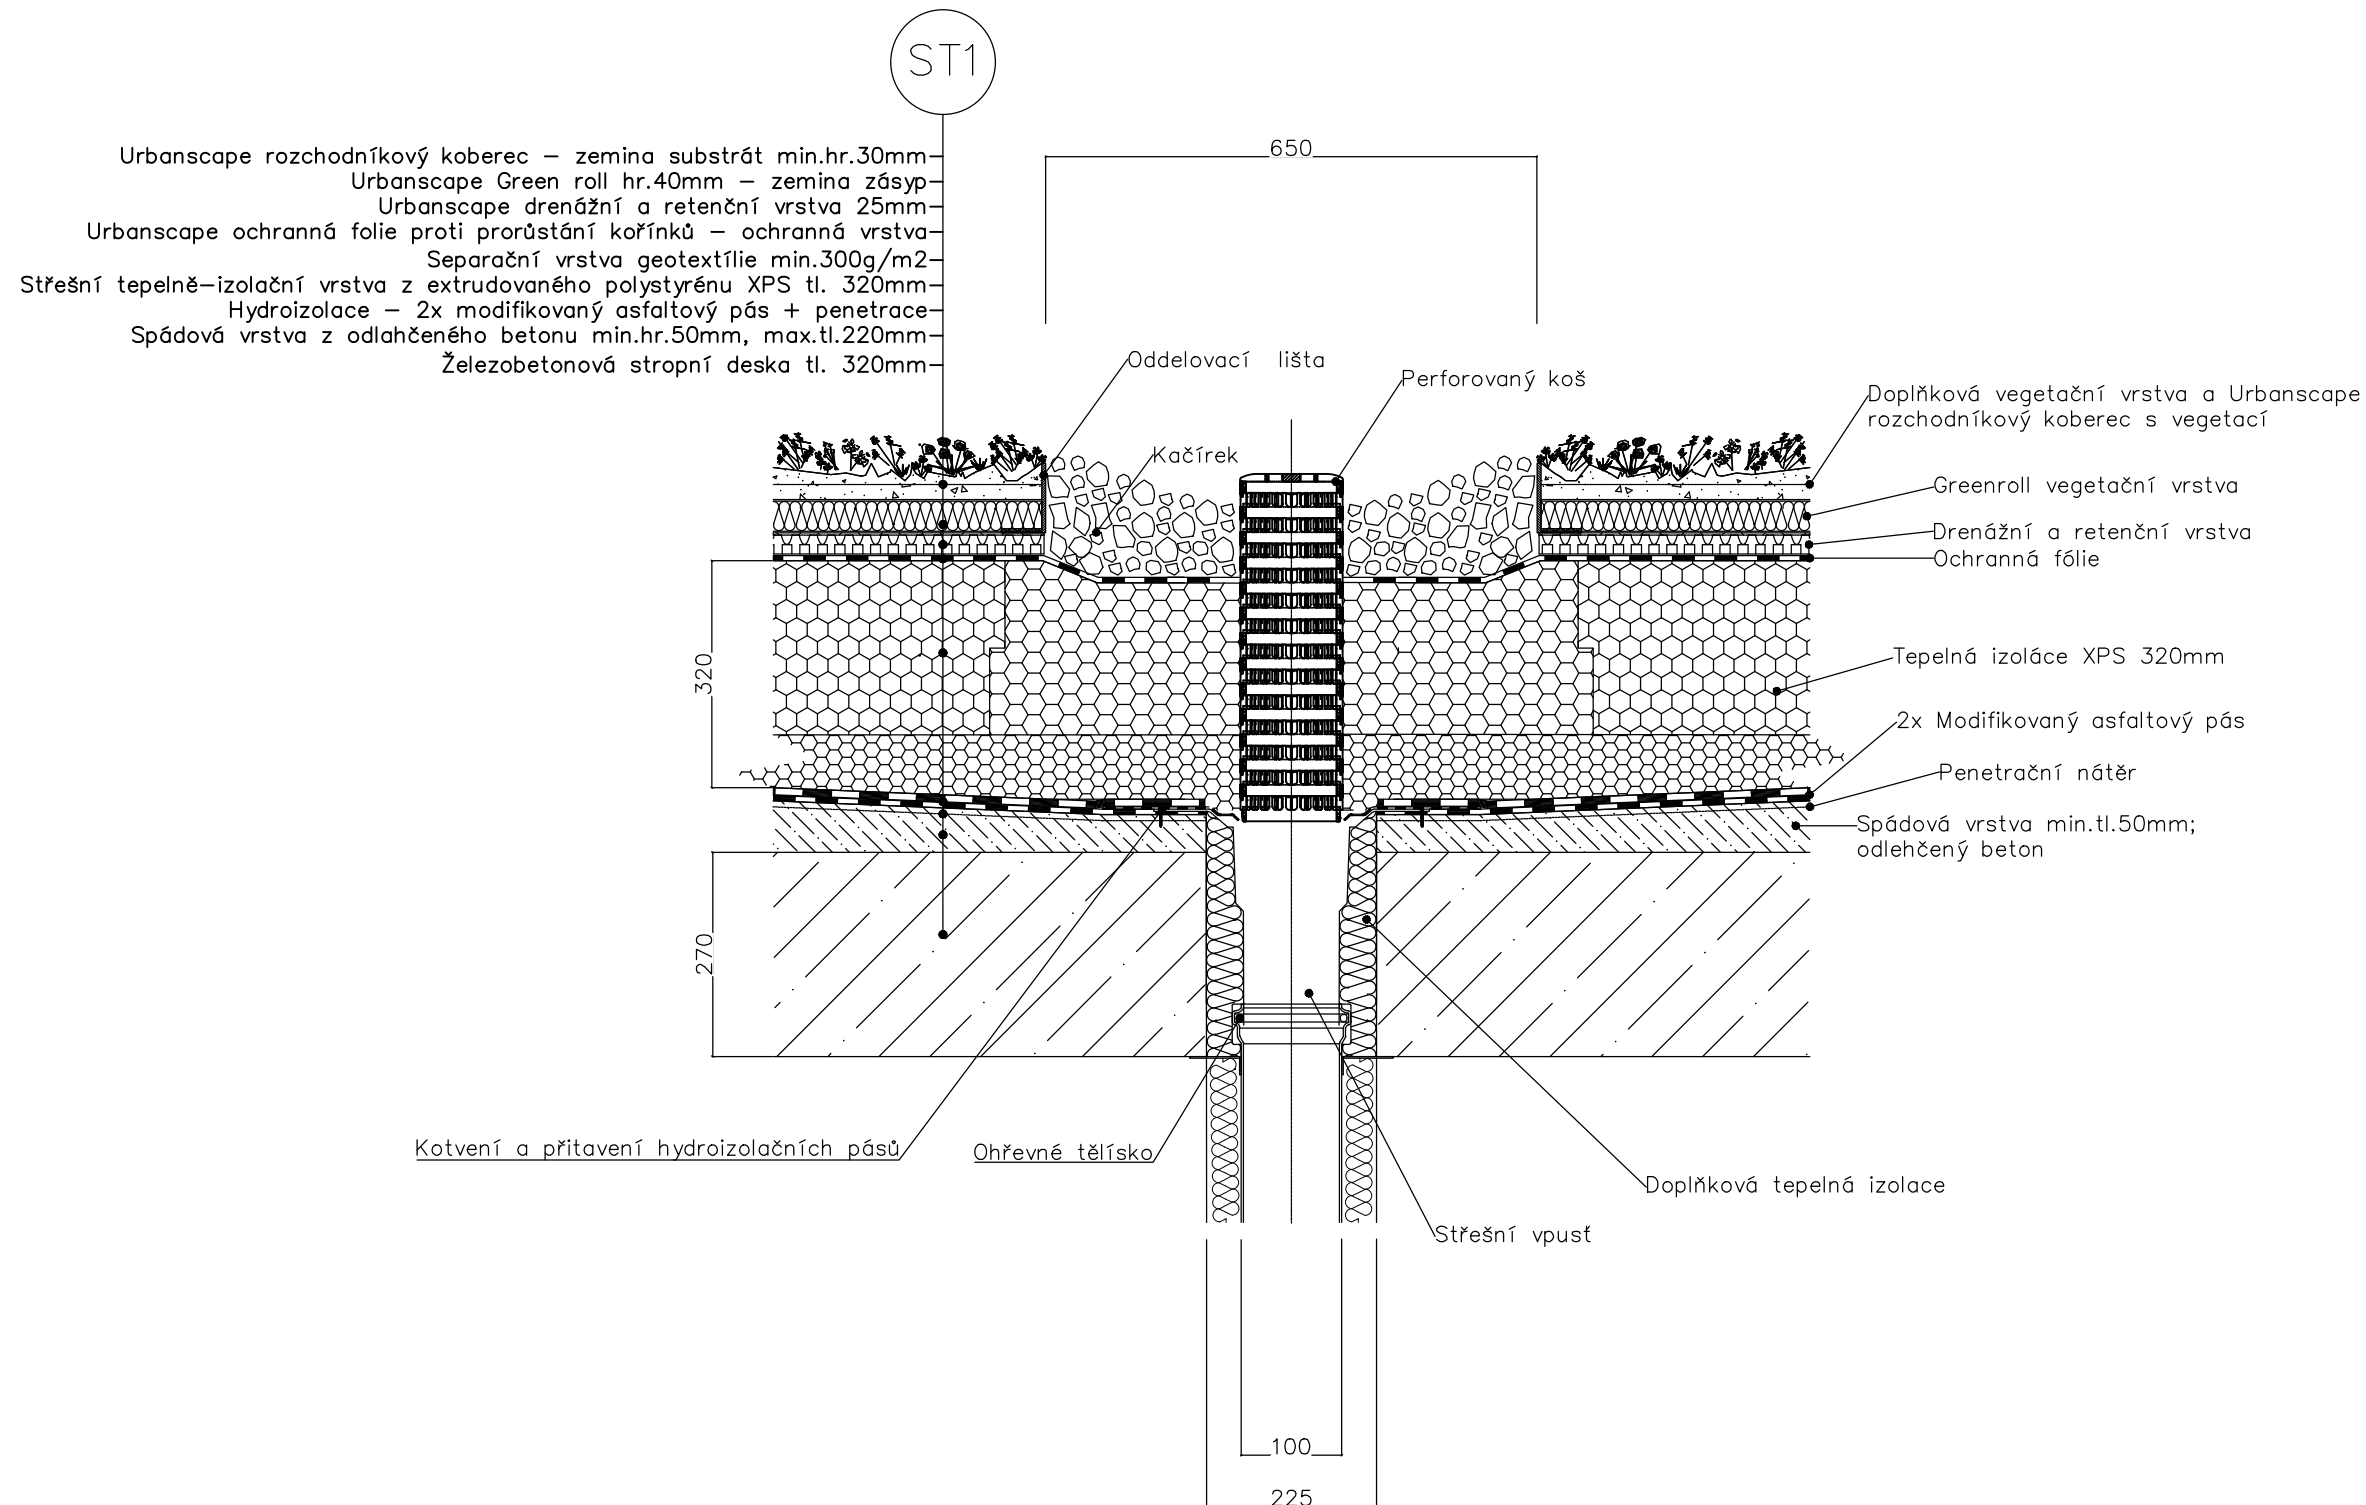 ST1
Urbanscape rozchodníkový koberec – zemina substrát min.hr.30mm
Urbanscape Green roll hr.40mm – zemina zásyp
Urbanscape drenážní a retenční vrstva 25mm
Urbanscape ochranná folie proti prorůstání kořínků – ochranná vrstva
Separační vrstva geotextílie min.300g/m2
Střešní tepelně–izolační vrstva z extrudovaného polystyrénu XPS tl. 320mm
Hydroizolace – 2x modifikovaný asfaltový pás + penetrace
Spádová vrstva z odlahčeného betonu min.hr.50mm, max.tl.220mm
Železobetonová stropní deska tl. 320mm
650
Oddelovací lišta
Perforovaný koš
Kačírek
Doplňková vegetační vrstva a Urbanscape
rozchodníkový koberec s vegetací
Greenroll vegetační vrstva
Drenážní a retenční vrstva
Ochranná fólie
320
Tepelná izoláce XPS 320mm
2x Modifikovaný asfaltový pás
Penetrační nátěr
Spádová vrstva min.tl.50mm;
odlehčený beton
270
Kotvení a přitavení hydroizolačních pásů
Ohřevné tělísko
Doplňková tepelná izolace
Střešní vpusť
100
225